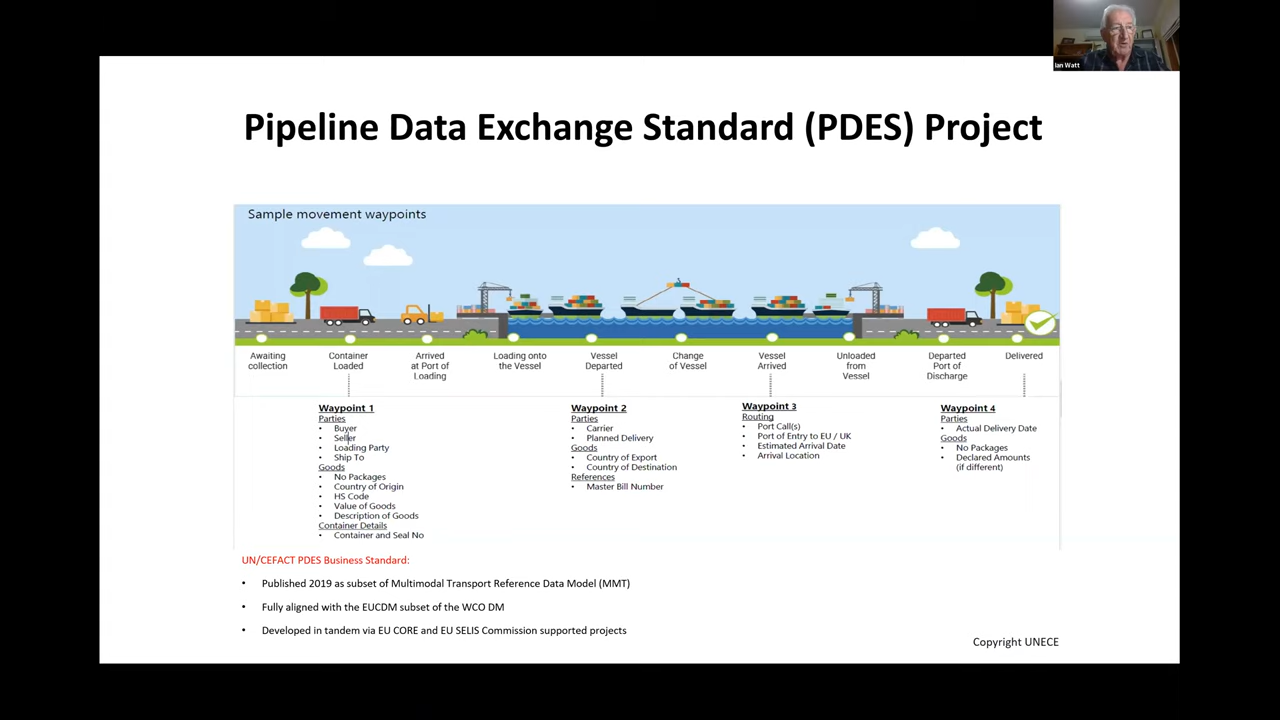 Ian Watt
Pipeline Data Exchange Standard (PDES) Project
Sample movement waypoints
Awaiting
collection
Container
Loaded
Arrived
at Port of
Loading
Loading onto
the Vessel
Vessel
Departed
Change
of Vessel
Vessel
Arrived
Unloaded
from
Vessel
Departed
Port of
Discharge
Delivered
Waypoint 1
Parties
• Buyer
• Seller
• Loading Party
• Ship To
Goods
• No Packages
• Country of Origin
• HS Code
• Value of Goods
• Description of Goods
Container Details
• Container and Seal No
Waypoint 2
Parties
• Carrier
• Planned Delivery
Goods
• Country of Export
• Country of Destination
References
• Master Bill Number
Waypoint 3
Routing
• Port Call(s)
• Port of Entry to EU / UK
• Estimated Arrival Date
• Arrival Location
Waypoint 4
Parties
• Actual Delivery Date
Goods
• No Packages
• Declared Amounts
(if different)
UN/CEFACT PDES Business Standard:
• Published 2019 as subset of Multimodal Transport Reference Data Model (MMT)
• Fully aligned with the EUCDM subset of the WCO DM
• Developed in tandem via EU CORE and EU SELIS Commission supported projects
Copyright UNECE